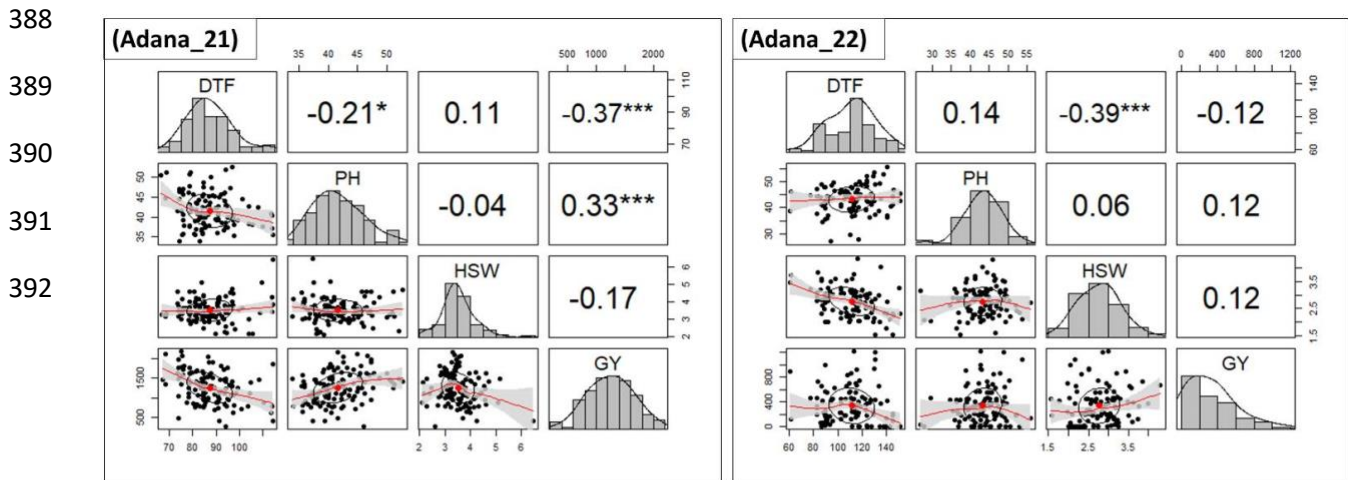 388
389
390
391
392
(Adana_21)
35 40 45 50
500 1000 2000
DTF
-0.21*
0.11
-0.37***
70 90 110
35 40 45 50
PH
-0.04
0.33***
HSW
-0.17
2 3 4 5 6
500 1500
GY
70 80 90 100
2 3 4 5 6
(Adana_22)
30 35 40 45 50 55
0 400 800 1200
DTF
0.14
-0.39***
-0.12
60 100 140
30 40 50
PH
0.06
0.12
HSW
0.12
1.5 2.5 3.5
0 400 800
GY
60 80 100 120 140
1.5 2.5 3.5